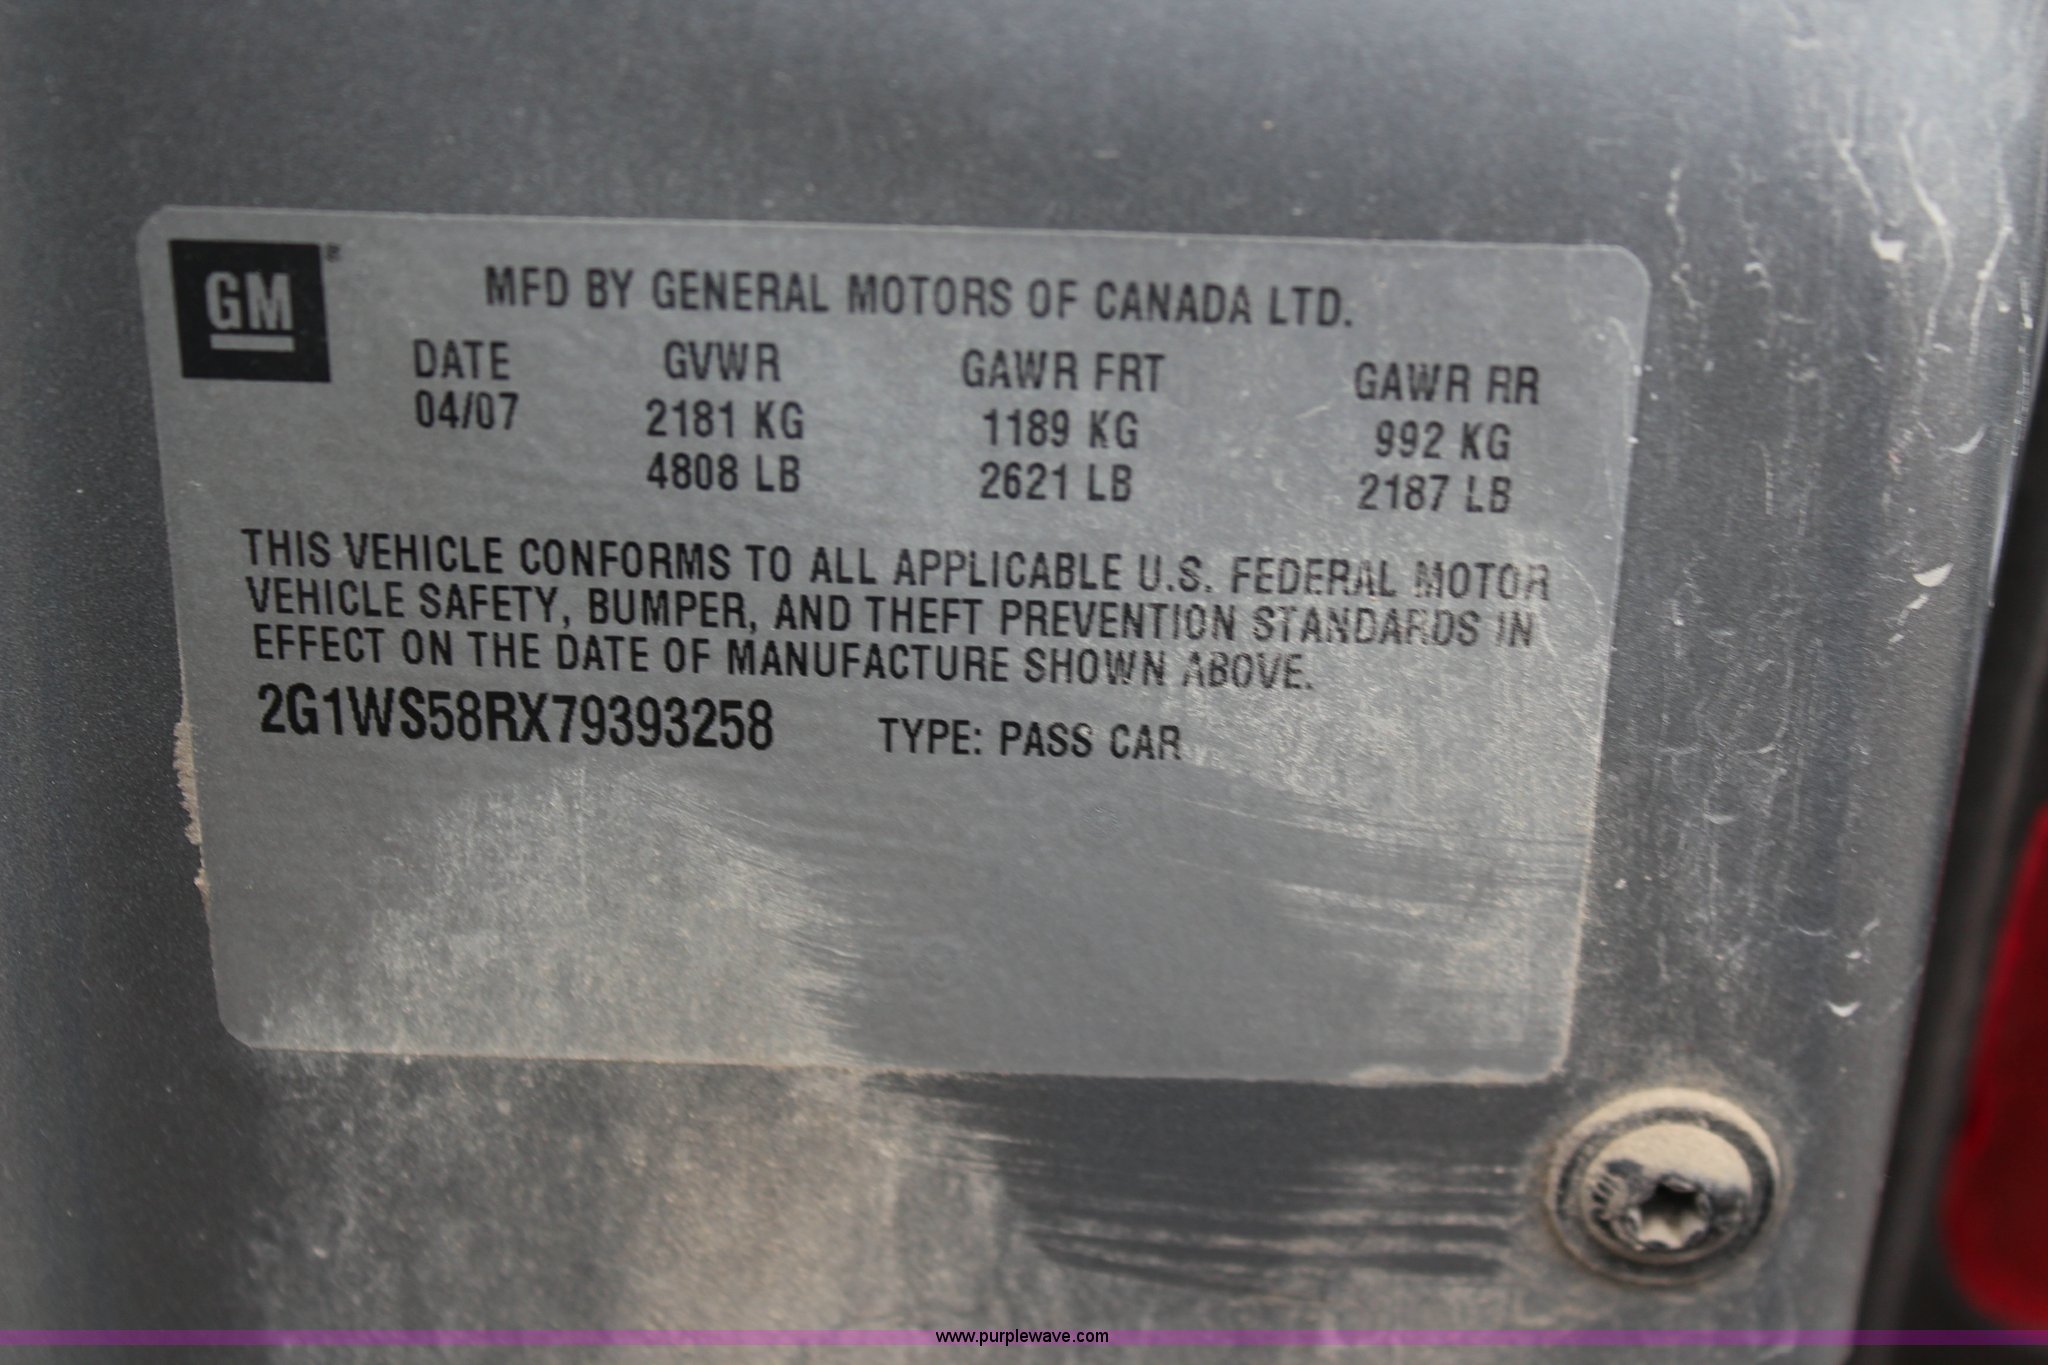 GM®
MFD BY GENERAL MOTORS OF CANADA LTD.
DATE GVWR GAWR FRT GAWR RR
04/07 2181 KG 1189 KG 992 KG
4808 LB 2621 LB 2187 LB
THIS VEHICLE CONFORMS TO ALL APPLICABLE U.S. FEDERAL MOTOR
VEHICLE SAFETY, BUMPER, AND THEFT PREVENTION STANDARDS IN
EFFECT ON THE DATE OF MANUFACTURE SHOWN ABOVE.
2G1WS58RX79393258 TYPE: PASS CAR
www.purplewave.com